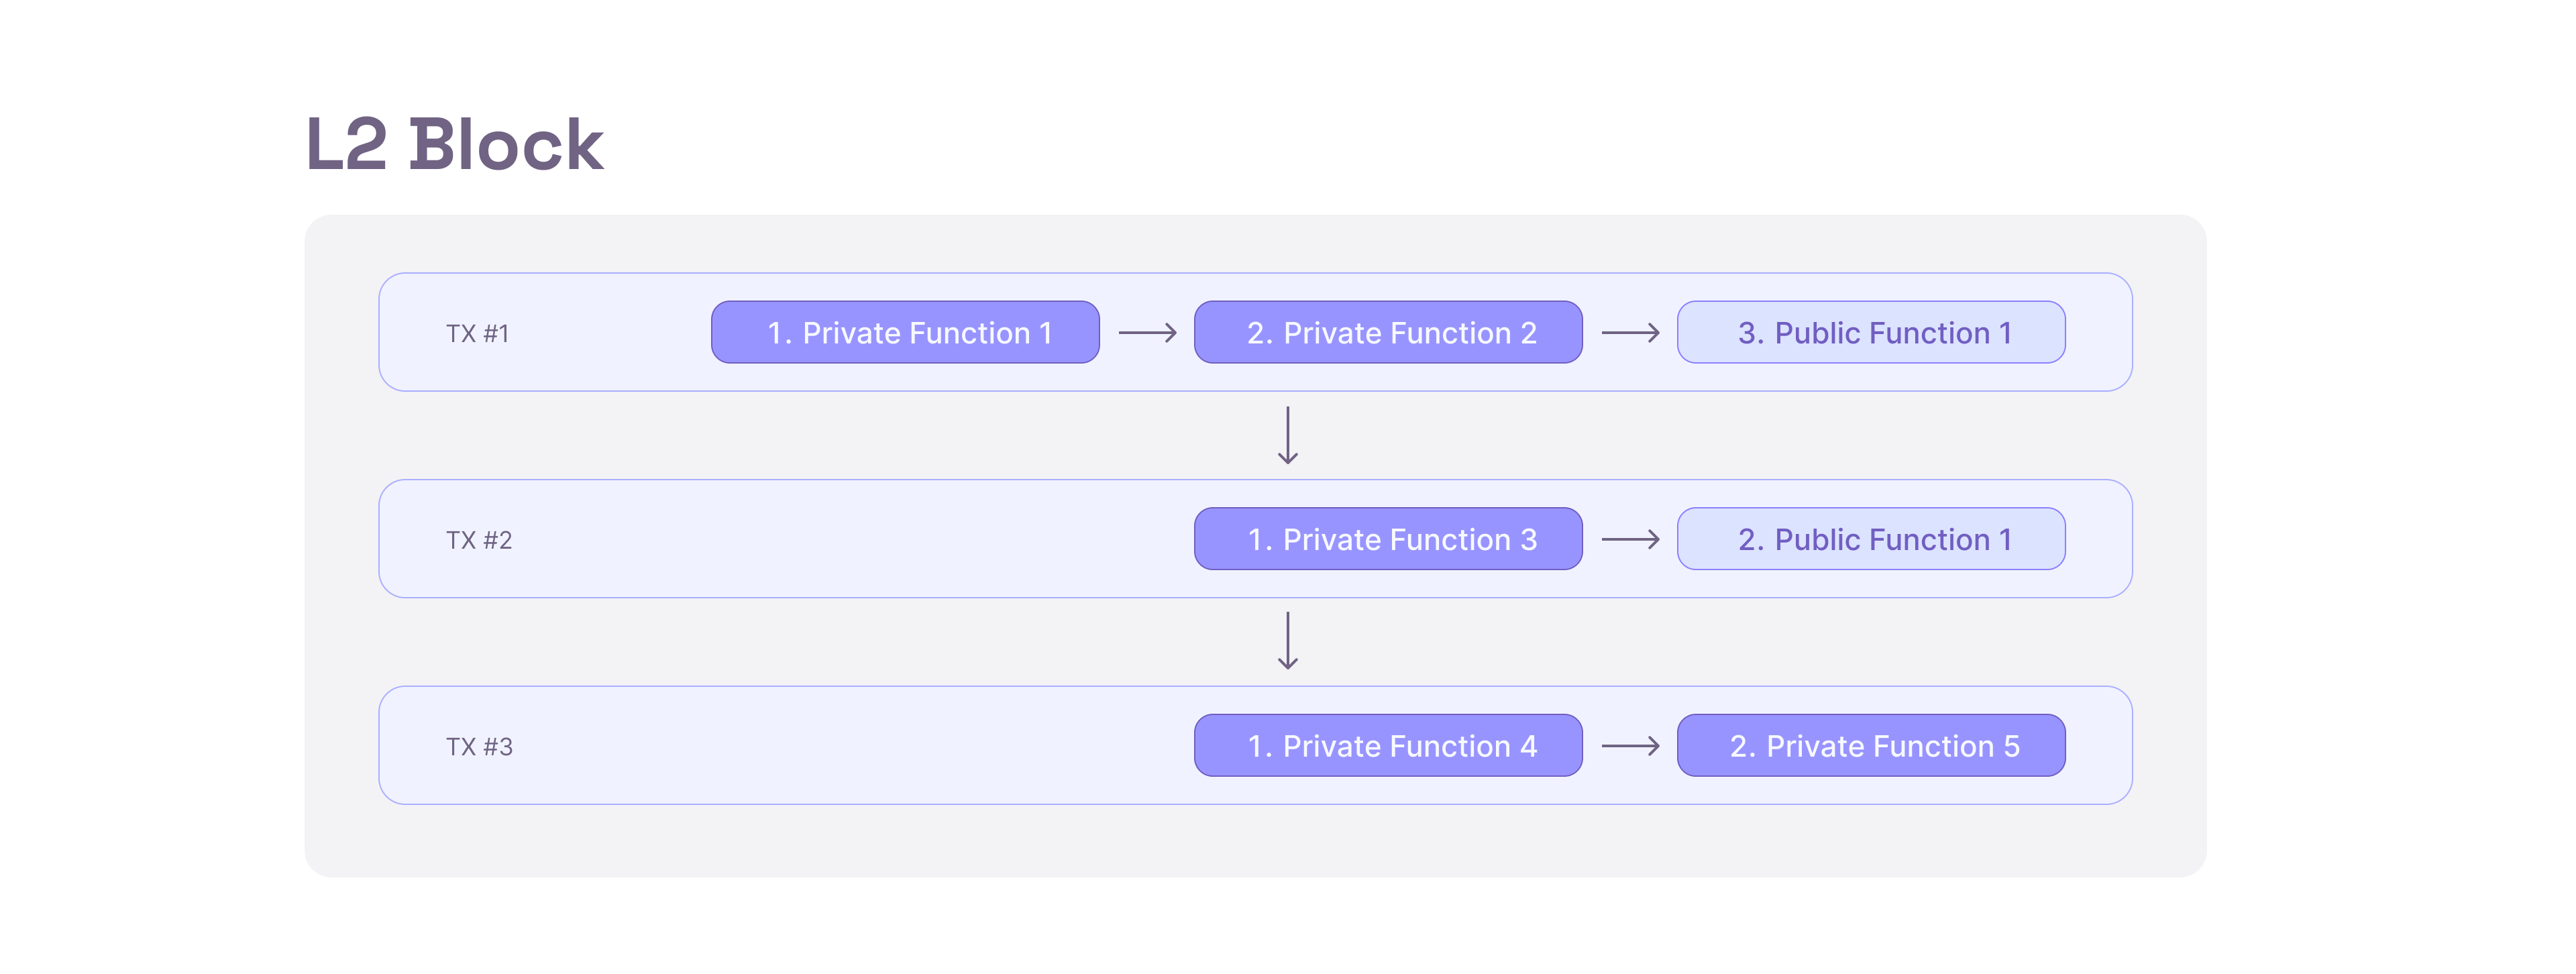 L2 Block
TX #1
1. Private Function 1
2. Private Function 2
3. Public Function 1
TX #2
1. Private Function 3
2. Public Function 1
TX #3
1. Private Function 4
2. Private Function 5